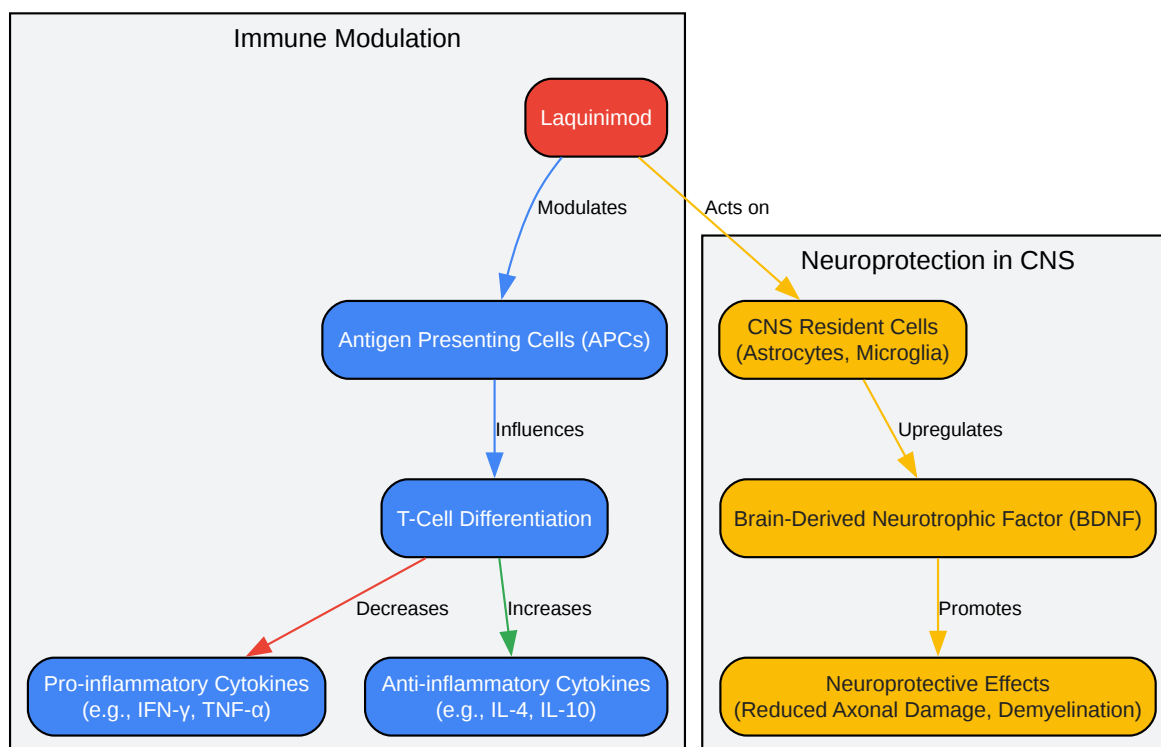 Immune Modulation
Laquinimod
Modulates
Acts on
Neuroprotection in CNS
Antigen Presenting Cells (APCs)
CNS Resident Cells
(Astrocytes, Microglia)
Influences
Upregulates
T-Cell Differentiation
Brain-Derived Neurotrophic Factor (BDNF)
Decreases
Increases
Promotes
Pro-inflammatory Cytokines
(e.g., IFN-γ, TNF-α)
Anti-inflammatory Cytokines
(e.g., IL-4, IL-10)
Neuroprotective Effects
(Reduced Axonal Damage, Demyelination)